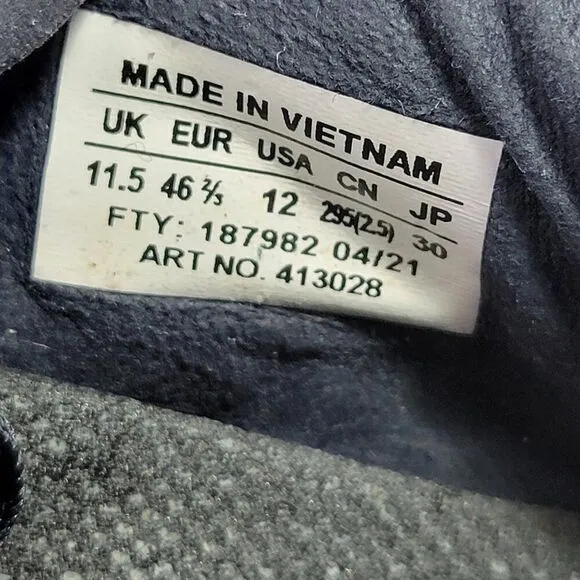 MADE IN VIETNAM
UK EUR USA CN JP
11.5 46 ⅔ 12 295(2.5) 30
FTY: 187982 04/21
ART NO. 413028